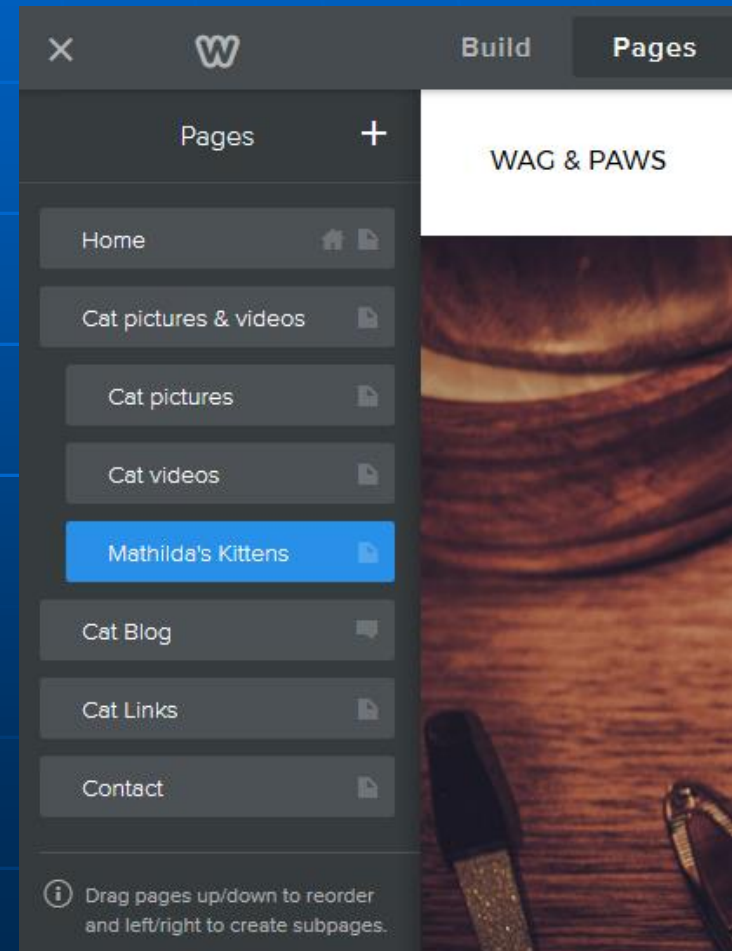 Build Pages
Pages +
WAG & PAWS
Home
Cat pictures & videos
Cat pictures
Cat videos
Mathilda's Kittens
Cat Blog
Cat Links
Contact
Drag pages up/down to reorder
and left/right to create subpages.